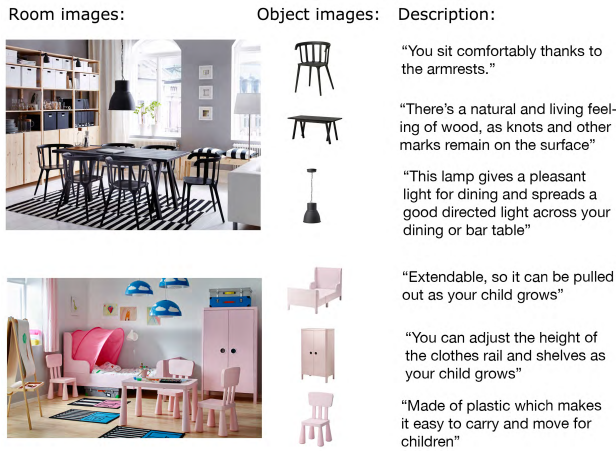 Room images:
Object images:
Description:
“You sit comfortably thanks to
the armrests.”
“There’s a natural and living feel-
ing of wood, as knots and other
marks remain on the surface”
“This lamp gives a pleasant
light for dining and spreads a
good directed light across your
dining or bar table”
“Extendable, so it can be pulled
out as your child grows”
“You can adjust the height of
the clothes rail and shelves as
your child grows”
“Made of plastic which makes
it easy to carry and move for
children”